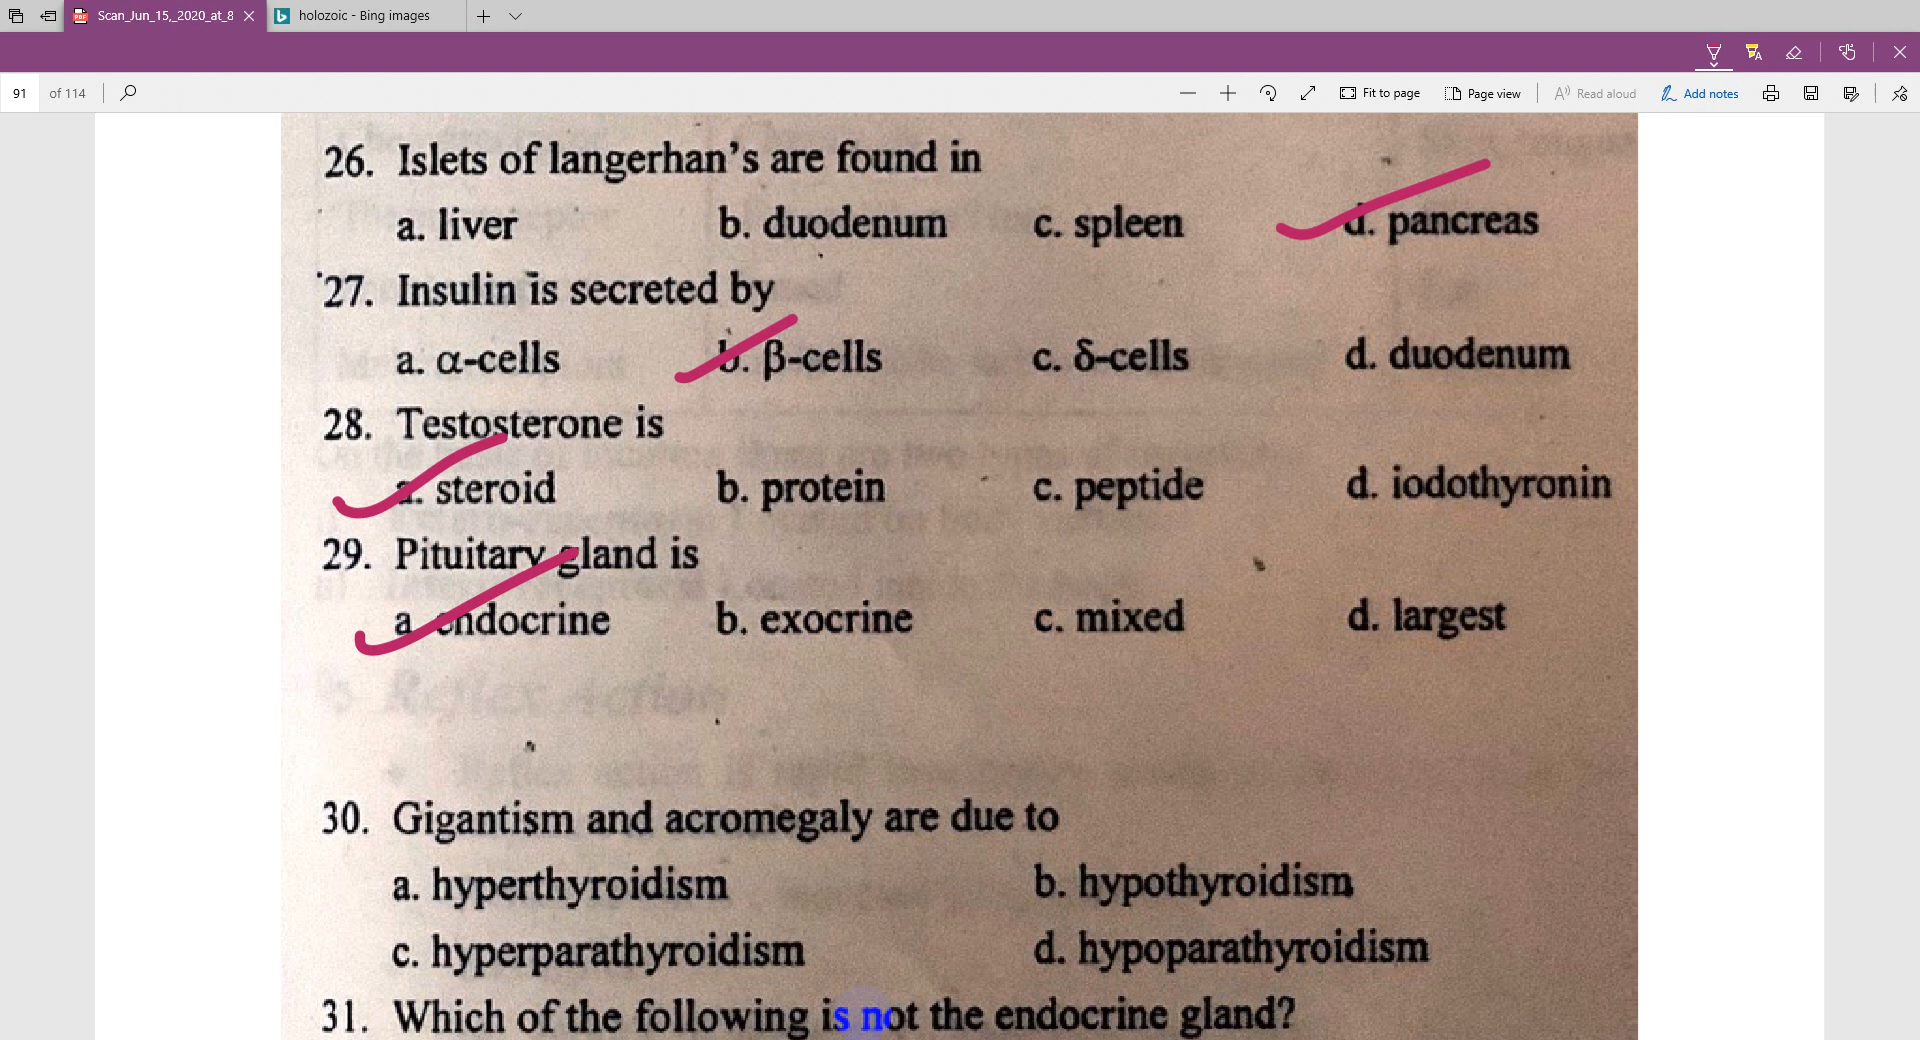 Scan_Jun_15,_2020_at_8
holozoic - Bing images
91 of 114
Fit to page
Page view
Read aloud
Add notes
26. Islets of langerhan's are found in
a. liver b. duodenum c. spleen d. pancreas
27. Insulin is secreted by
a. α-cells b. β-cells c. δ-cells d. duodenum
28. Testosterone is
a. steroid b. protein c. peptide d. iodothyronin
29. Pituitary gland is
a endocrine b. exocrine c. mixed d. largest
Reflex Action
30. Gigantism and acromegaly are due to
a. hyperthyroidism b. hypothyroidism
c. hyperparathyroidism d. hypoparathyroidism
31. Which of the following is not the endocrine gland?